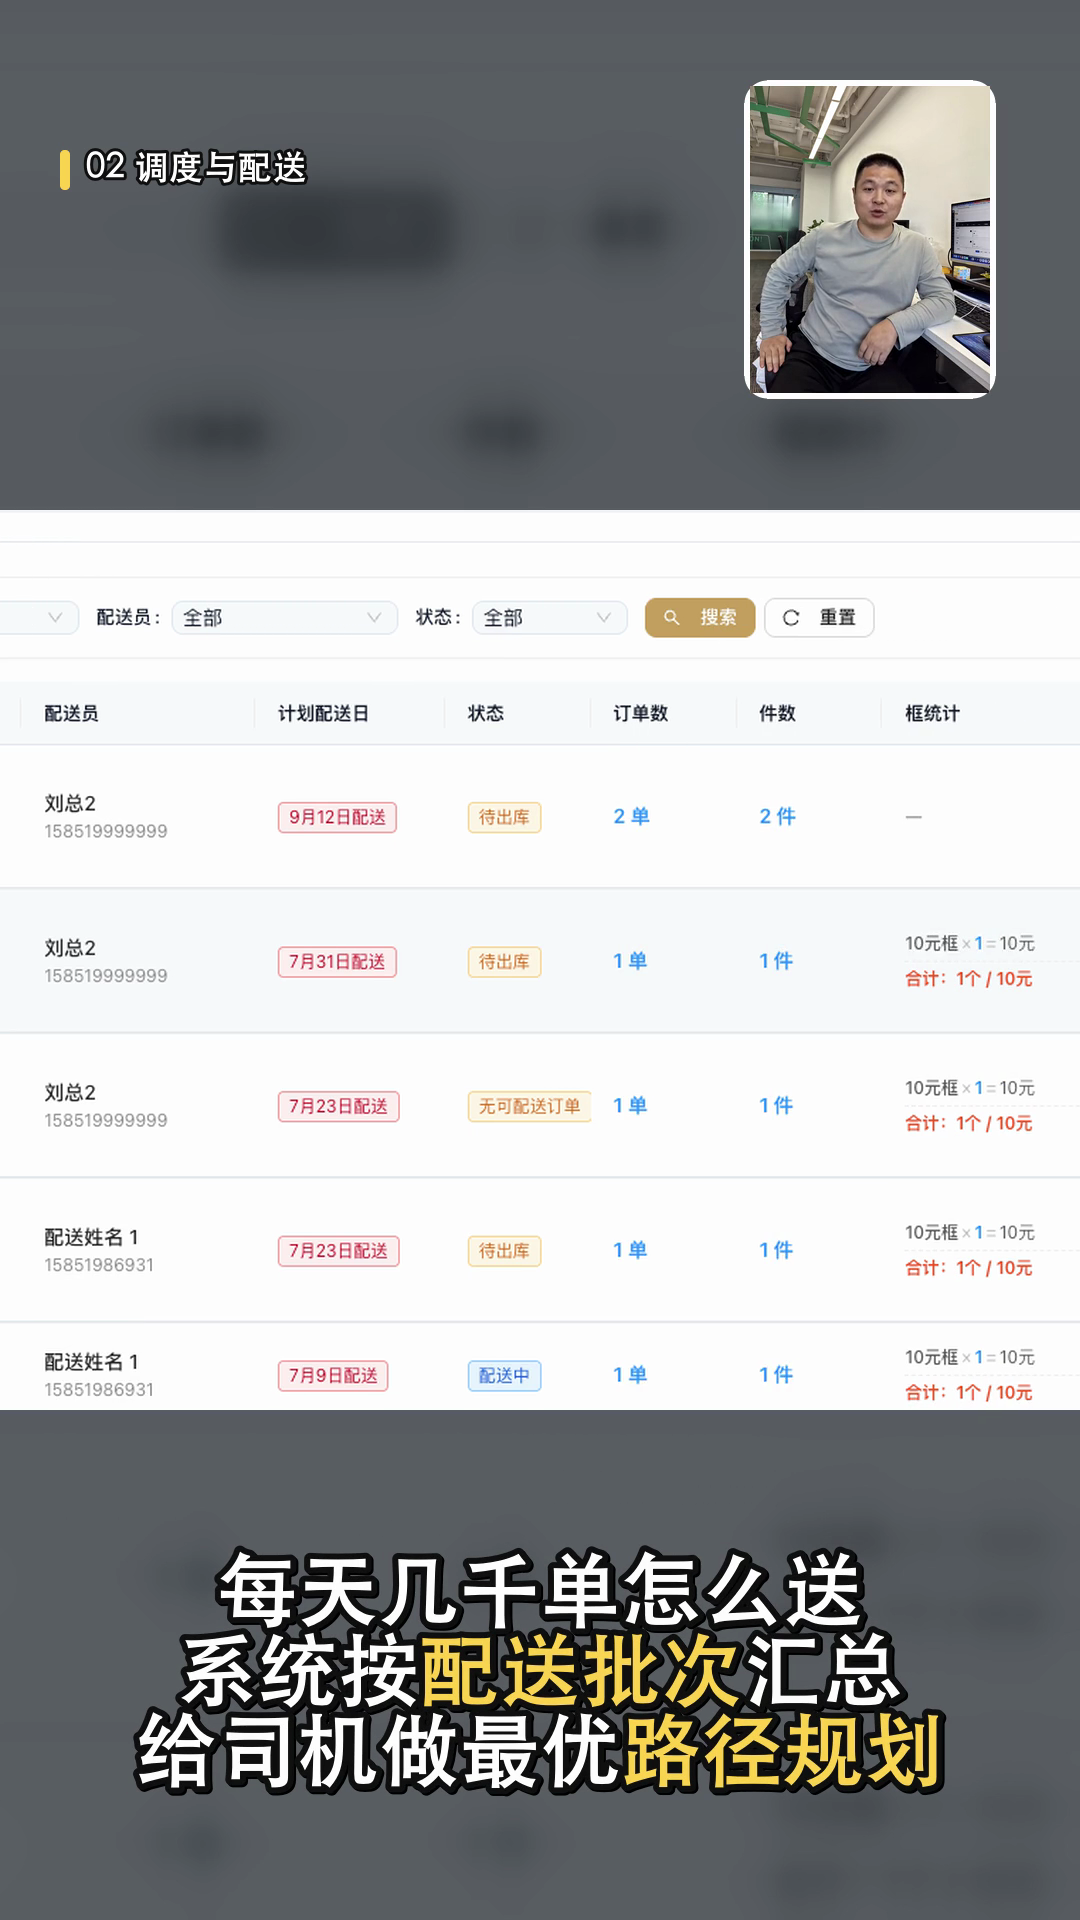 02 调度与配送
配送员： 全部 状态： 全部 搜索 重置
配送员 计划配送日 状态 订单数 件数 框统计
刘总2
158519999999
9月12日配送 待出库 2 单 2 件 —
刘总2
158519999999
7月31日配送 待出库 1 单 1 件
10元框×1=10元
合计：1个 / 10元
刘总2
158519999999
7月23日配送 无可配送订单 1 单 1 件
10元框×1=10元
合计：1个 / 10元
配送姓名 1
15851986931
7月23日配送 待出库 1 单 1 件
10元框×1=10元
合计：1个 / 10元
配送姓名 1
15851986931
7月9日配送 配送中 1 单 1 件
10元框×1=10元
合计：1个 / 10元
每天几千单怎么送
系统按配送批次汇总
给司机做最优路径规划